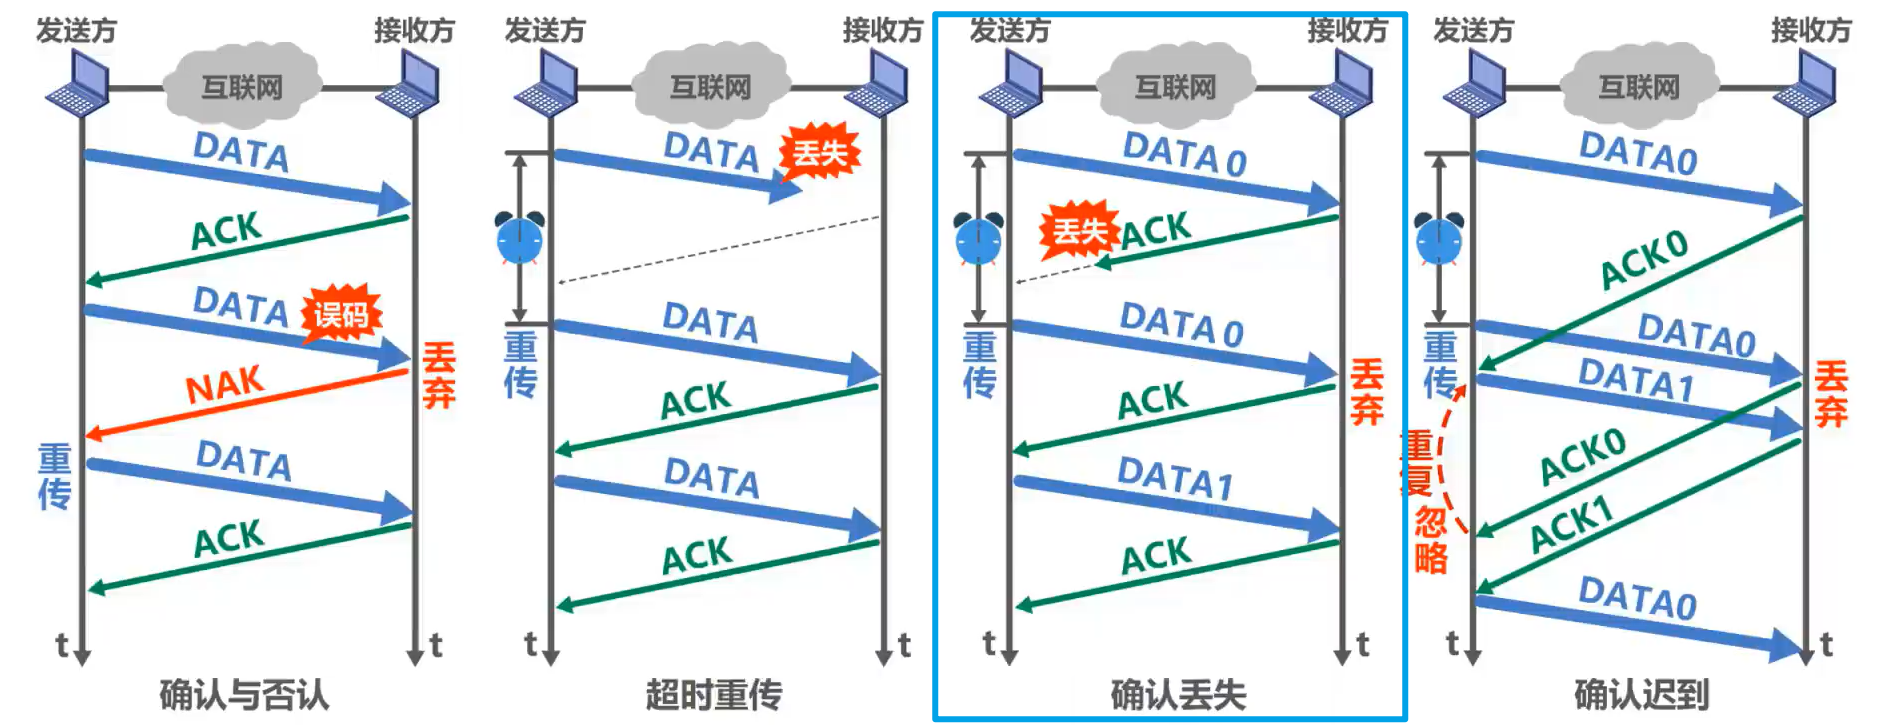 发送方
接收方
互联网
DATA
ACK
DATA
误码
丢弃
NAK
重传
DATA
ACK
t
t
确认与否认
发送方
接收方
互联网
DATA
丢失
重传
DATA
ACK
DATA
ACK
t
t
超时重传
发送方
接收方
互联网
DATA 0
丢失
ACK
重传
DATA 0
丢弃
ACK
DATA1
ACK
t
t
确认丢失
发送方
接收方
互联网
DATA0
ACK0
重传
DATA0
DATA1
丢弃
重复
忽略
ACK0
ACK1
DATA0
t
t
确认迟到